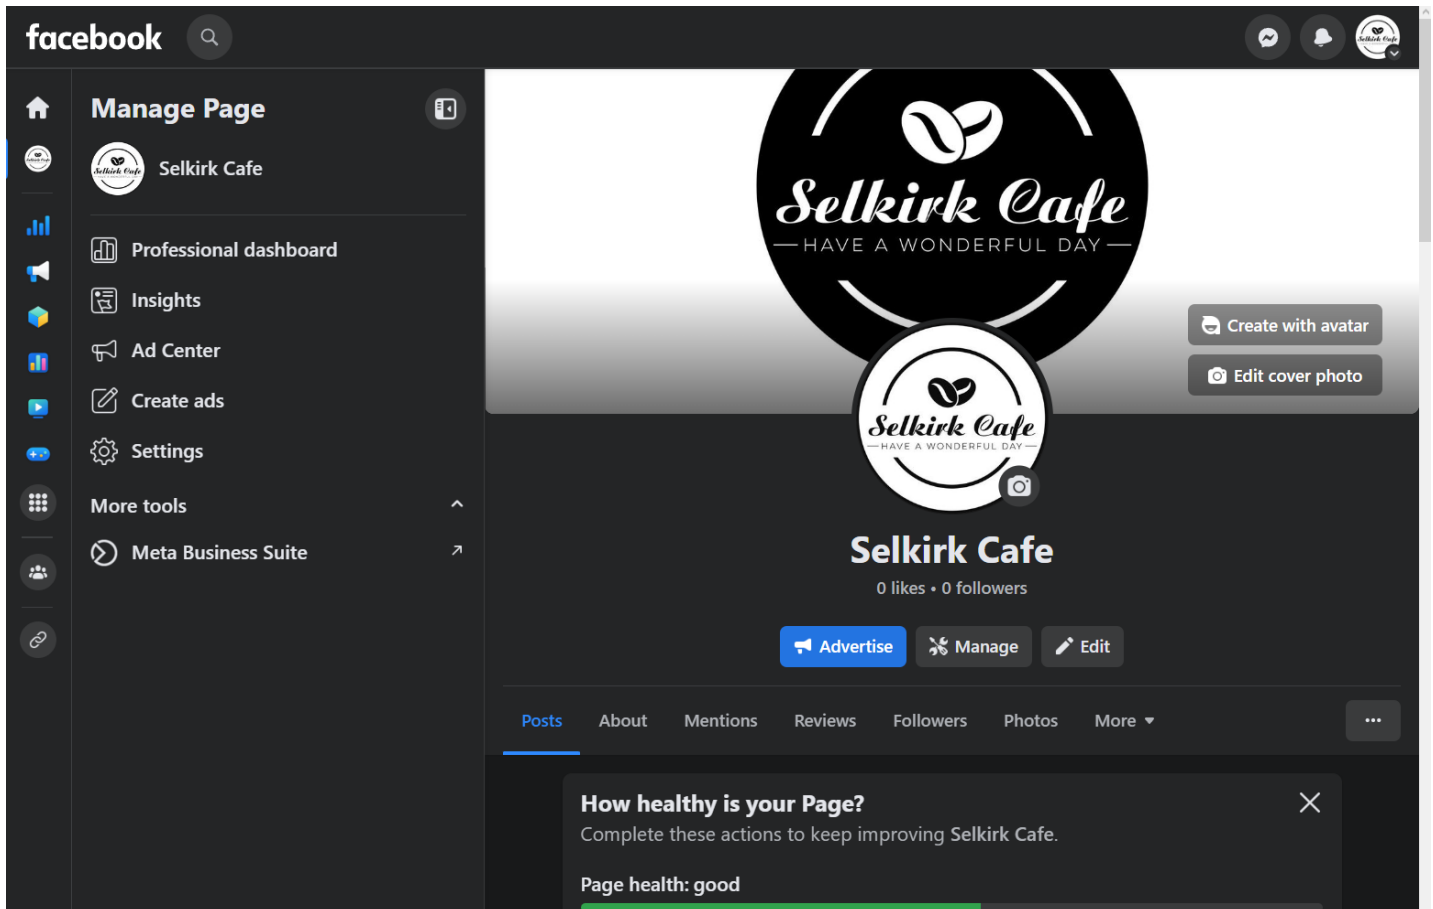 facebook
Manage Page
Selkirk Cafe
Professional dashboard
Insights
Ad Center
Create ads
Settings
More tools
Meta Business Suite
Selkirk Cafe
HAVE A WONDERFUL DAY
Create with avatar
Edit cover photo
Selkirk Cafe
HAVE A WONDERFUL DAY
Selkirk Cafe
0 likes • 0 followers
Advertise
Manage
Edit
Posts
About
Mentions
Reviews
Followers
Photos
More
How healthy is your Page?
Complete these actions to keep improving Selkirk Cafe.
Page health: good